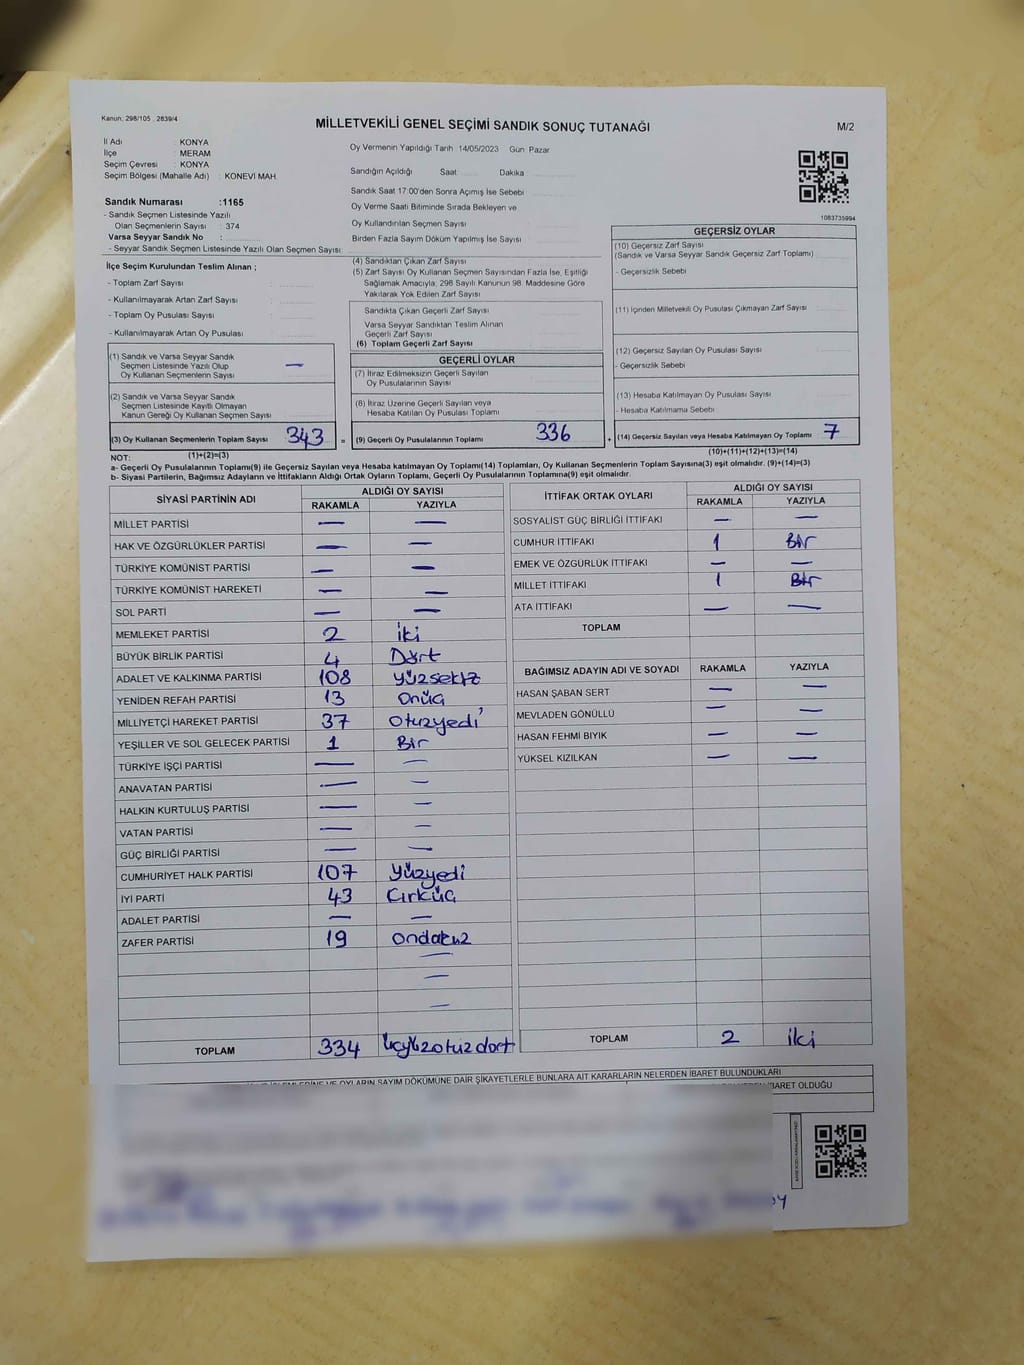 Kanun; 298/105 , 2839/4
MİLLETVEKİLİ GENEL SEÇİMİ SANDIK SONUÇ TUTANAĞI
M/2
İl Adı : KONYA
İlçe : MERAM
Seçim Çevresi : KONYA
Seçim Bölgesi (Mahalle Adı) : KONEVİ MAH.
Oy Vermenin Yapıldığı Tarih : 14/05/2023 Gün: Pazar
Sandığın Açıldığı Saat Dakika
Sandık Saat 17:00'den Sonra Açımış İse Sebebi
Oy Verme Saati Bitiminde Sırada Bekleyen ve
Oy Kullandırılan Seçmen Sayısı
Birden Fazla Sayım Döküm Yapılmış İse Sayısı
1083735994
Sandık Numarası :1165
- Sandık Seçmen Listesinde Yazılı
Olan Seçmenlerin Sayısı : 374
Varsa Seyyar Sandık No :
- Seyyar Sandık Seçmen Listesinde Yazılı Olan Seçmen Sayısı:
İlçe Seçim Kurulundan Teslim Alınan ;
- Toplam Zarf Sayısı :
- Kullanılmayarak Artan Zarf Sayısı :
- Toplam Oy Pusulası Sayısı :
- Kullanılmayarak Artan Oy Pusulası :
(1) Sandık ve Varsa Seyyar Sandık
Seçmen Listesinde Yazılı Olup
Oy Kullanan Seçmenlerin Sayısı —
(2) Sandık ve Varsa Seyyar Sandık
Seçmen Listesinde Kayıtlı Olmayan
Kanun Gereği Oy Kullanan Seçmen Sayısı
(3) Oy Kullanan Seçmenlerin Toplam Sayısı 343 =
(1)+(2)=(3)
(4) Sandıktan Çıkan Zarf Sayısı
(5) Zarf Sayısı Oy Kullanan Seçmen Sayısından Fazla İse, Eşitliği
Sağlamak Amacıyla; 298 Sayılı Kanunun 98. Maddesine Göre
Yakılarak Yok Edilen Zarf Sayısı
Sandıkta Çıkan Geçerli Zarf Sayısı
Varsa Seyyar Sandıktan Teslim Alınan
Geçerli Zarf Sayısı
(6) Toplam Geçerli Zarf Sayısı
GEÇERLİ OYLAR
(7) İtiraz Edilmeksizin Geçerli Sayılan
Oy Pusulalarının Sayısı
(8) İtiraz Üzerine Geçerli Sayılan veya
Hesaba Katılan Oy Pusulası Toplamı
(9) Geçerli Oy Pusulalarının Toplamı 336 +
GEÇERSİZ OYLAR
(10) Geçersiz Zarf Sayısı
(Sandık ve Varsa Seyyar Sandık Geçersiz Zarf Toplamı)
- Geçersizlik Sebebi
(11) İçinden Milletvekili Oy Pusulası Çıkmayan Zarf Sayısı
(12) Geçersiz Sayılan Oy Pusulası Sayısı
- Geçersizlik Sebebi
(13) Hesaba Katılmayan Oy Pusulası Sayısı
- Hesaba Katılmama Sebebi
(14) Geçersiz Sayılan veya Hesaba Katılmayan Oy Toplamı 7
(10)+(11)+(12)+(13)=(14)
NOT:
a- Geçerli Oy Pusulalarının Toplamı(9) ile Geçersiz Sayılan veya Hesaba katılmayan Oy Toplamı(14) Toplamları, Oy Kullanan Seçmenlerin Toplam Sayısına(3) eşit olmalıdır. (9)+(14)=(3)
b- Siyasi Partilerin, Bağımsız Adayların ve İttifakların Aldığı Ortak Oyların Toplamı, Geçerli Oy Pusulalarının Toplamına(9) eşit olmalıdır.
SİYASİ PARTİNİN ADI ALDIĞI OY SAYISI
RAKAMLA YAZIYLA
MİLLET PARTİSİ — —
HAK VE ÖZGÜRLÜKLER PARTİSİ — —
TÜRKİYE KOMÜNİST PARTİSİ — —
TÜRKİYE KOMÜNİST HAREKETİ — —
SOL PARTİ — —
MEMLEKET PARTİSİ 2 iki
BÜYÜK BİRLİK PARTİSİ 4 Dört
ADALET VE KALKINMA PARTİSİ 108 yüzsekiz
YENİDEN REFAH PARTİSİ 13 onüç
MİLLİYETÇİ HAREKET PARTİSİ 37 otuzyedi
YEŞİLLER VE SOL GELECEK PARTİSİ 1 Bir
TÜRKİYE İŞÇİ PARTİSİ — —
ANAVATAN PARTİSİ — —
HALKIN KURTULUŞ PARTİSİ — —
VATAN PARTİSİ — —
GÜÇ BİRLİĞİ PARTİSİ — —
CUMHURİYET HALK PARTİSİ 107 yüzyedi
İYİ PARTİ 43 Cırküç
ADALET PARTİSİ — —
ZAFER PARTİSİ 19 ondokuz
—
—
—
TOPLAM 334 üçyüzotuzdört
İTTİFAK ORTAK OYLARI ALDIĞI OY SAYISI
RAKAMLA YAZIYLA
SOSYALİST GÜÇ BİRLİĞİ İTTİFAKI — —
CUMHUR İTTİFAKI 1 Bir
EMEK VE ÖZGÜRLÜK İTTİFAKI — —
MİLLET İTTİFAKI 1 Bir
ATA İTTİFAKI — —
TOPLAM
BAĞIMSIZ ADAYIN ADI VE SOYADI RAKAMLA YAZIYLA
HASAN ŞABAN SERT — —
MEVLADEN GÖNÜLLÜ — —
HASAN FEHMİ BIYIK — —
YÜKSEL KIZILKAN — —
TOPLAM 2 iki
VE OYLARIN SAYIM DÖKÜMÜNE DAİR ŞİKAYETLERLE BUNLARA AİT KARARLARIN NELERDEN İBARET BULUNDUKLARI
İBARET OLDUĞU